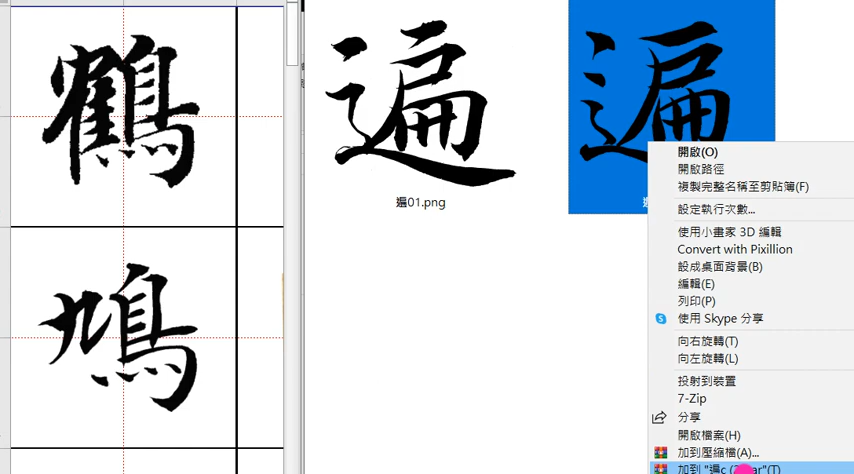 鶴
鳩
遍
遍01.png
遍
開啟(O)
開啟路徑
複製完整名稱至剪貼簿(F)
設定執行次數...
使用小畫家 3D 編輯
Convert with Pixillion
設成桌面背景(B)
編輯(E)
列印(P)
使用 Skype 分享
向右旋轉(T)
向左旋轉(L)
投射到裝置
7-Zip
分享
開啟檔案(H)
加到壓縮檔(A)...
加到 "遍c (T)